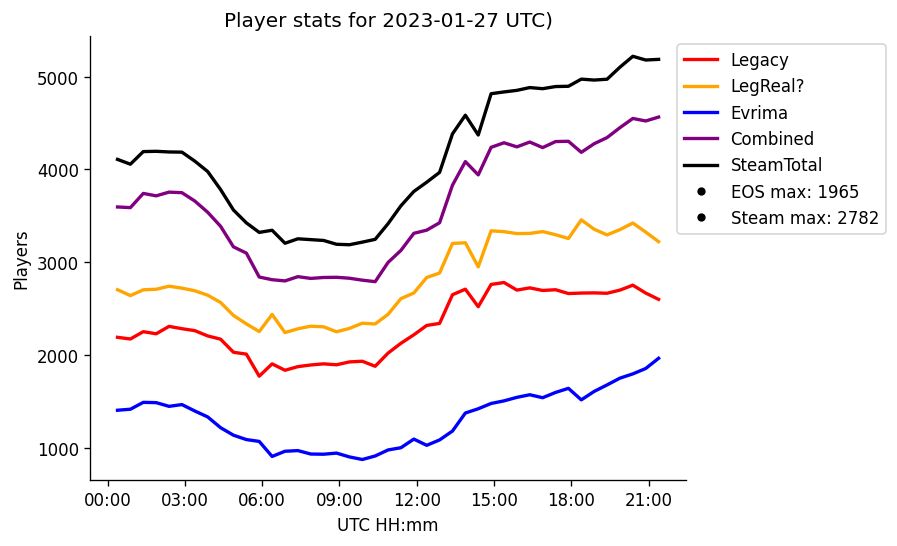 Player stats for 2023-01-27 UTC)
Players
5000
4000
3000
2000
1000
00:00 03:00 06:00 09:00 12:00 15:00 18:00 21:00
UTC HH:mm
Legacy
LegReal?
Evrima
Combined
SteamTotal
EOS max: 1965
Steam max: 2782